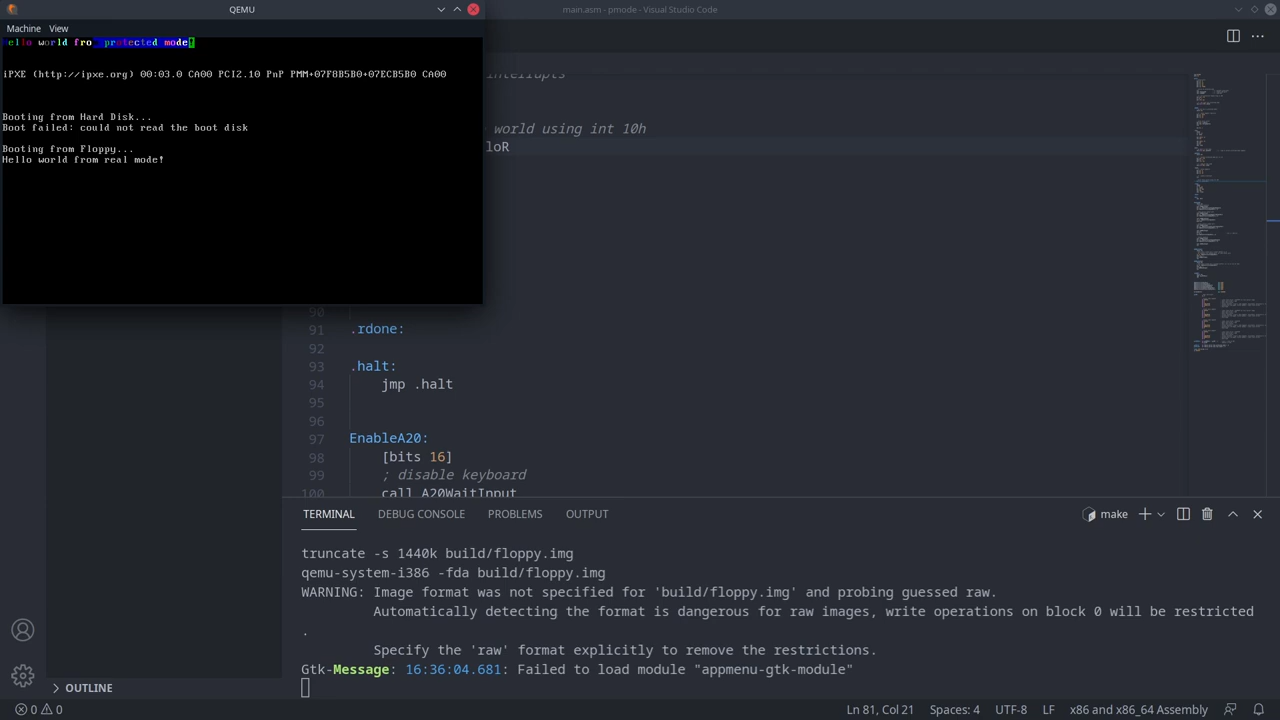 QEMU
main.asm - pmode - Visual Studio Code
Machine View
ello world fro protected mode!
interrupts
iPXE (http://ipxe.org) 00:03.0 CA00 PCI2.10 PnP PMM+07F8B5B0+07ECB5B0 CA00
Booting from Hard Disk...
Boot failed: could not read the boot disk
world using int 10h
loR
Booting from Floppy...
Hello world from real mode!
90
91 .rdone:
92
93 .halt:
94 jmp .halt
95
96
97 EnableA20:
98 [bits 16]
99 ; disable keyboard
100 call A20WaitInput
TERMINAL DEBUG CONSOLE PROBLEMS OUTPUT make
truncate -s 1440k build/floppy.img
qemu-system-i386 -fda build/floppy.img
WARNING: Image format was not specified for 'build/floppy.img' and probing guessed raw.
Automatically detecting the format is dangerous for raw images, write operations on block 0 will be restricted
.
Specify the 'raw' format explicitly to remove the restrictions.
Gtk-Message: 16:36:04.681: Failed to load module "appmenu-gtk-module"
OUTLINE
0 0 Ln 81, Col 21 Spaces: 4 UTF-8 LF x86 and x86_64 Assembly